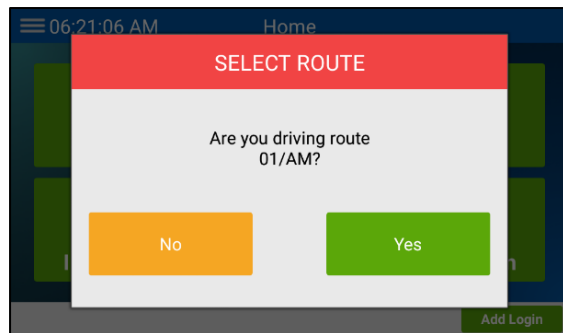 06:21:06 AM Home
SELECT ROUTE
Are you driving route
01/AM?
No Yes
Add Login